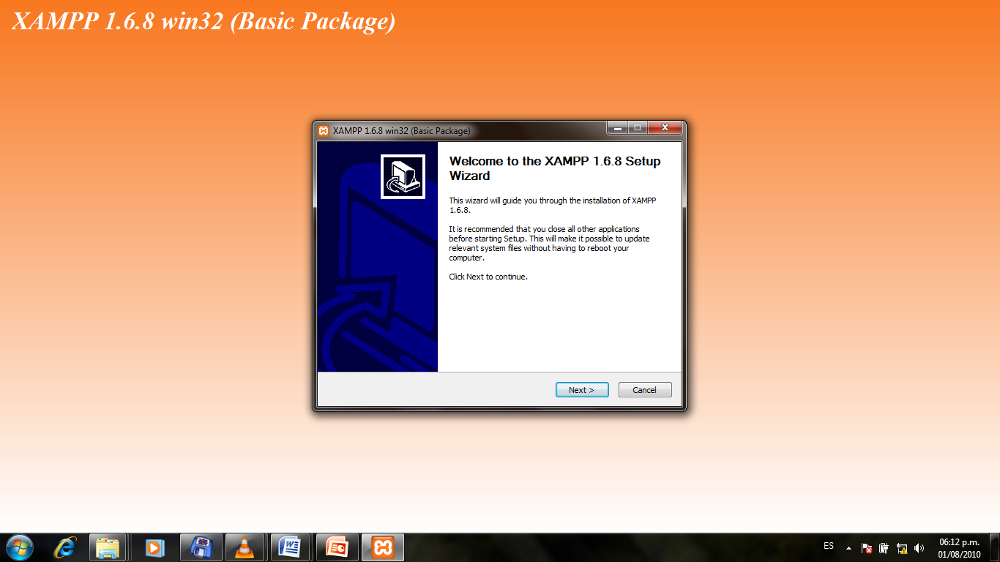 XAMPP 1.6.8 win32 (Basic Package)
XAMPP 1.6.8 win32 (Basic Package)
Welcome to the XAMPP 1.6.8 Setup
Wizard
This wizard will guide you through the installation of XAMPP
1.6.8.
It is recommended that you close all other applications
before starting Setup. This will make it possible to update
relevant system files without having to reboot your
computer.
Click Next to continue.
Next >
Cancel
ES
06:12 p.m.
01/08/2010